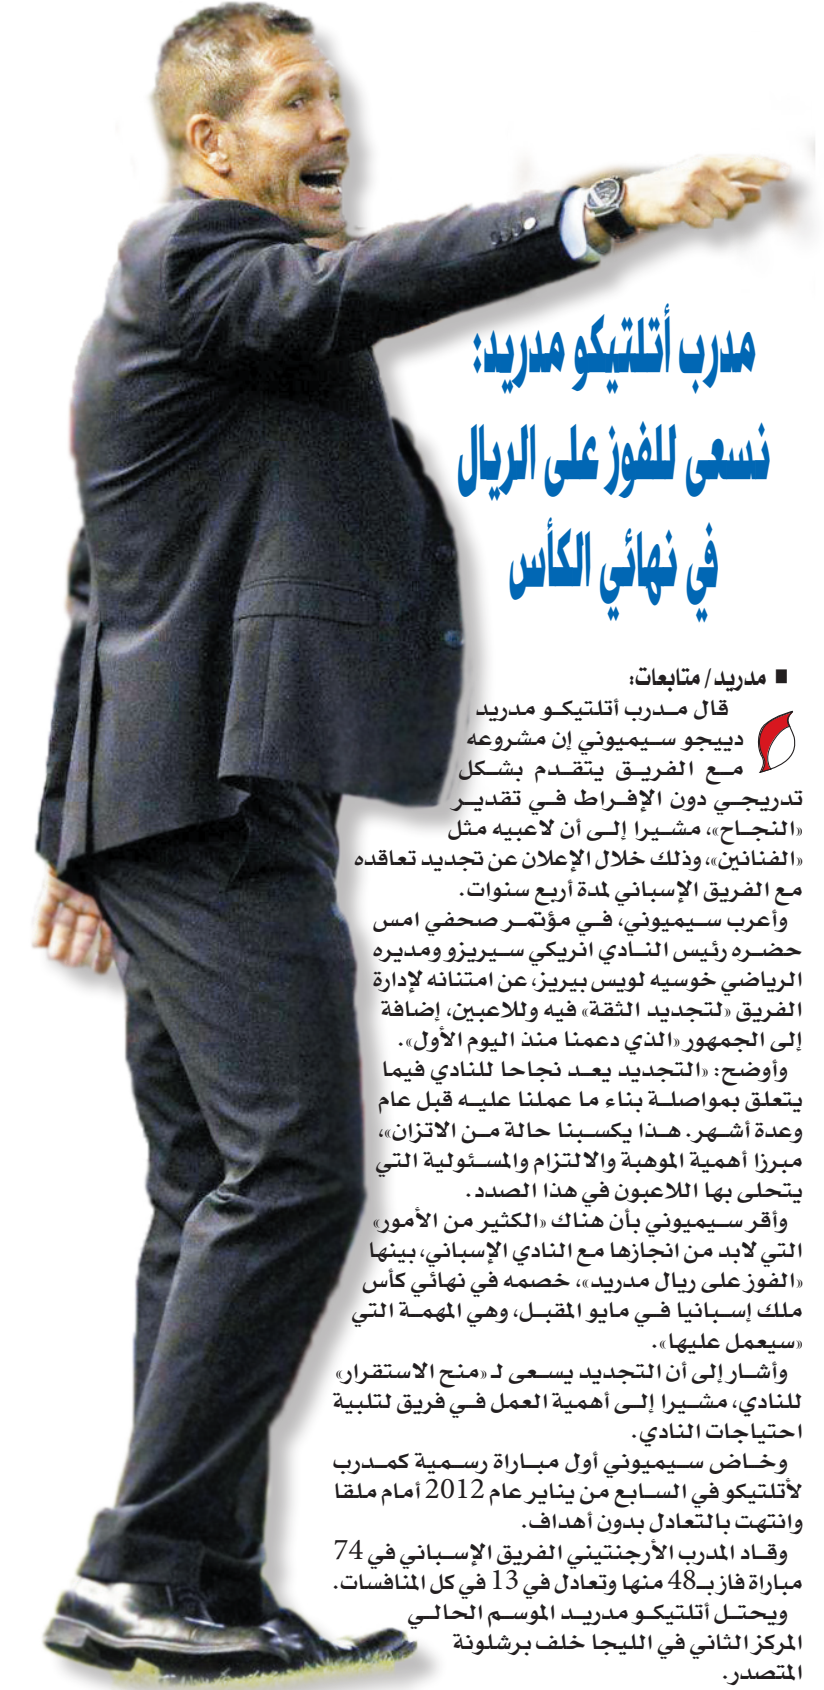 مدرب أتلتيكو مدريد:
نسعى للفوز على الريال
في نهائي الكأس
■ مدريد/ متابعات:
قال مدرب أتلتيكو مدريد
دييجو سيميوني إن مشروعه
مع الفريق يتقدم بشكل
تدريجي دون الإفراط في تقدير
«النجاح»، مشيرا إلى أن لاعبيه مثل
«الفنانين»، وذلك خلال الإعلان عن تجديد تعاقده
مع الفريق الإسباني لمدة أربع سنوات.
وأعرب سيميوني، في مؤتمر صحفي امس
حضره رئيس النادي انريكي سيريزو ومديره
الرياضي خوسيه لويس بيريز، عن امتنانه لإدارة
الفريق «لتجديد الثقة» فيه وللاعبين، إضافة
إلى الجمهور «الذي دعمنا منذ اليوم الأول».
وأوضح: «التجديد يعد نجاحا للنادي فيما
يتعلق بمواصلة بناء ما عملنا عليه قبل عام
وعدة أشهر. هذا يكسبنا حالة من الاتزان»،
مبرزا أهمية الموهبة والالتزام والمسئولية التي
يتحلى بها اللاعبون في هذا الصدد.
وأقر سيميوني بأن هناك «الكثير من الأمور»
التي لابد من انجازها مع النادي الإسباني، بينها
«الفوز على ريال مدريد»، خصمه في نهائي كأس
ملك إسبانيا في مايو المقبل، وهي المهمة التي
«سيعمل عليها».
وأشار إلى أن التجديد يسعى لـ «منح الاستقرار»
للنادي، مشيرا إلى أهمية العمل في فريق لتلبية
احتياجات النادي.
وخاض سيميوني أول مباراة رسمية كمدرب
لأتلتيكو في السابع من يناير عام 2012 أمام ملقا
وانتهت بالتعادل بدون أهداف.
وقاد المدرب الأرجنتيني الفريق الإسباني في 74
مباراة فاز بـ48 منها وتعادل في 13 في كل المنافسات.
ويحتل أتلتيكو مدريد الموسم الحالي
المركز الثاني في الليجا خلف برشلونة
المتصدر.